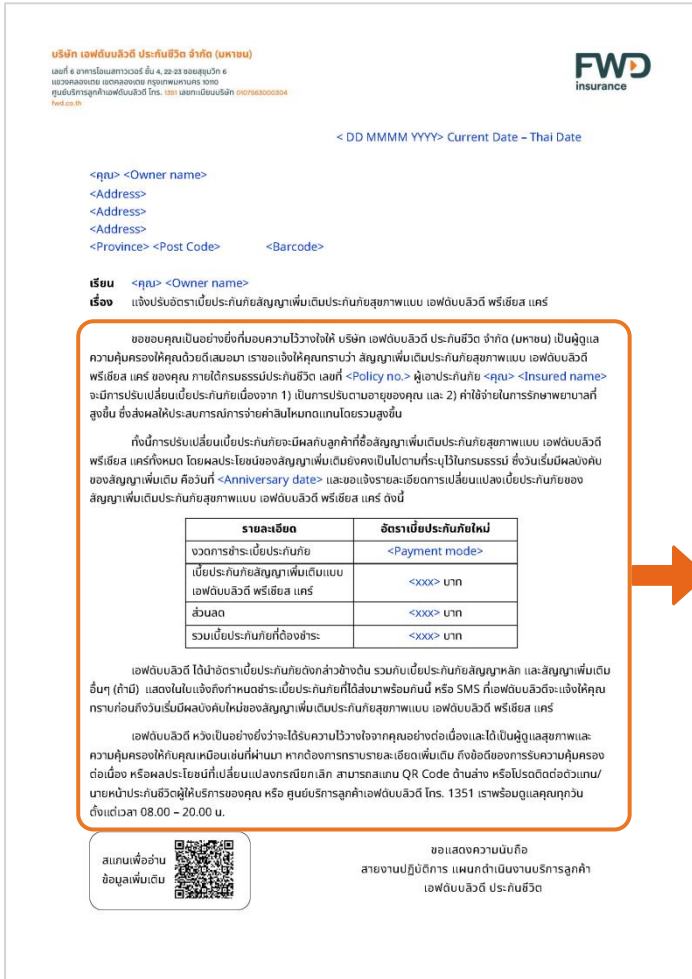 บริษัท เอฟดับบลิวดี ประกันชีวิต จำกัด (มหาชน)
เลขที่ 6 อาคารโอเนสทาวเวอร์ ชั้น 4, 22-23 ซอยสุขุมวิท 6
แขวงคลองเตย เขตคลองเตย กรุงเทพมหานคร 10110
ศูนย์บริการลูกค้าเอฟดับบลิวดี โทร. 1351 เลขทะเบียนบริษัท 0107563000304
fwd.co.th
FWD
insurance
< DD MMMM YYYY> Current Date – Thai Date
<คุณ> <Owner name>
<Address>
<Address>
<Address>
<Province> <Post Code> <Barcode>
เรียน <คุณ> <Owner name>
เรื่อง แจ้งปรับอัตราเบี้ยประกันภัยสัญญาเพิ่มเติมประกันภัยสุขภาพแบบ เอฟดับบลิวดี พรีเชียส แคร์
ขอขอบคุณเป็นอย่างยิ่งที่มอบความไว้วางใจให้ บริษัท เอฟดับบลิวดี ประกันชีวิต จำกัด (มหาชน) เป็นผู้ดูแล
ความคุ้มครองให้คุณด้วยดีเสมอมา เราขอแจ้งให้คุณทราบว่า สัญญาเพิ่มเติมประกันภัยสุขภาพแบบ เอฟดับบลิวดี
พรีเชียส แคร์ ของคุณ ภายใต้กรมธรรม์ประกันชีวิต เลขที่ <Policy no.> ผู้เอาประกันภัย <คุณ> <Insured name>
จะมีการปรับเปลี่ยนเบี้ยประกันภัยเนื่องจาก 1) เป็นการปรับตามอายุของคุณ และ 2) ค่าใช้จ่ายในการรักษาพยาบาลที่
สูงขึ้น ซึ่งส่งผลให้ประสบการณ์การจ่ายค่าสินไหมทดแทนโดยรวมสูงขึ้น
ทั้งนี้การปรับเปลี่ยนเบี้ยประกันภัยจะมีผลกับลูกค้าที่ซื้อสัญญาเพิ่มเติมประกันภัยสุขภาพแบบ เอฟดับบลิวดี
พรีเชียส แคร์ทั้งหมด โดยผลประโยชน์ของสัญญาเพิ่มเติมยังคงเป็นไปตามที่ระบุไว้ในกรมธรรม์ ซึ่งวันเริ่มมีผลบังคับ
ของสัญญาเพิ่มเติม คือวันที่ <Anniversary date> และขอแจ้งรายละเอียดการเปลี่ยนแปลงเบี้ยประกันภัยของ
สัญญาเพิ่มเติมประกันภัยสุขภาพแบบ เอฟดับบลิวดี พรีเชียส แคร์ ดังนี้
รายละเอียด อัตราเบี้ยประกันภัยใหม่
งวดการชำระเบี้ยประกันภัย <Payment mode>
เบี้ยประกันภัยสัญญาเพิ่มเติมแบบ
เอฟดับบลิวดี พรีเชียส แคร์ <xxx> บาท
ส่วนลด <xxx> บาท
รวมเบี้ยประกันภัยที่ต้องชำระ <xxx> บาท
เอฟดับบลิวดี ได้นำอัตราเบี้ยประกันภัยดังกล่าวข้างต้น รวมกับเบี้ยประกันภัยสัญญาหลัก และสัญญาเพิ่มเติม
อื่นๆ (ถ้ามี) แสดงในใบแจ้งถึงกำหนดชำระเบี้ยประกันภัยที่ได้ส่งมาพร้อมกันนี้ หรือ SMS ที่เอฟดับบลิวดีจะแจ้งให้คุณ
ทราบก่อนถึงวันเริ่มมีผลบังคับใหม่ของสัญญาเพิ่มเติมประกันภัยสุขภาพแบบ เอฟดับบลิวดี พรีเชียส แคร์
เอฟดับบลิวดี หวังเป็นอย่างยิ่งว่าจะได้รับความไว้วางใจจากคุณอย่างต่อเนื่องและได้เป็นผู้ดูแลสุขภาพและ
ความคุ้มครองให้กับคุณเหมือนเช่นที่ผ่านมา หากต้องการทราบรายละเอียดเพิ่มเติม ถึงข้อดีของการรับความคุ้มครอง
ต่อเนื่อง หรือผลประโยชน์ที่เปลี่ยนแปลงกรณียกเลิก สามารถสแกน QR Code ด้านล่าง หรือโปรดติดต่อตัวแทน/
นายหน้าประกันชีวิตผู้ให้บริการของคุณ หรือ ศูนย์บริการลูกค้าเอฟดับบลิวดี โทร. 1351 เราพร้อมดูแลคุณทุกวัน
ตั้งแต่เวลา 08.00 – 20.00 น.
สแกนเพื่ออ่าน
ข้อมูลเพิ่มเติม
ขอแสดงความนับถือ
สายงานปฏิบัติการ แผนกดำเนินงานบริการลูกค้า
เอฟดับบลิวดี ประกันชีวิต